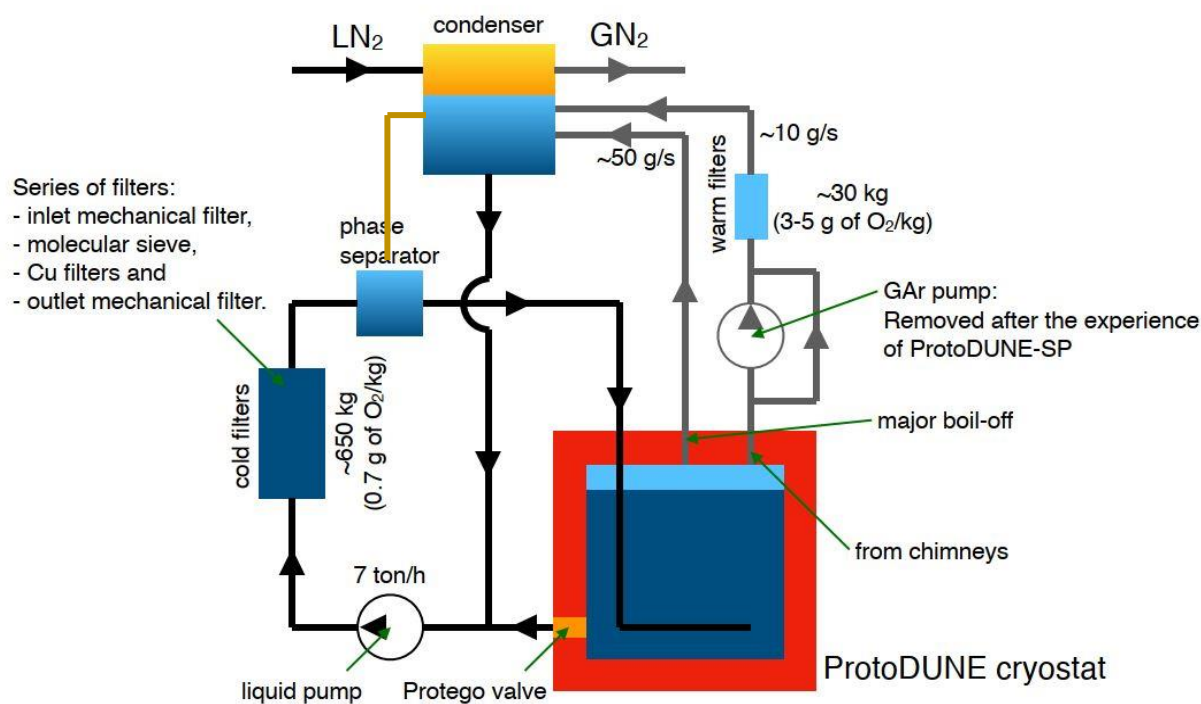 condenser
LN₂
GN₂
~10 g/s
~50 g/s
warm filters
~30 kg
(3-5 g of O₂/kg)
Series of filters:
- inlet mechanical filter,
- molecular sieve,
- Cu filters and
- outlet mechanical filter.
phase
separator
GAr pump:
Removed after the experience
of ProtoDUNE-SP
cold filters
~650 kg
(0.7 g of O₂/kg)
major boil-off
from chimneys
7 ton/h
liquid pump
Protego valve
ProtoDUNE cryostat